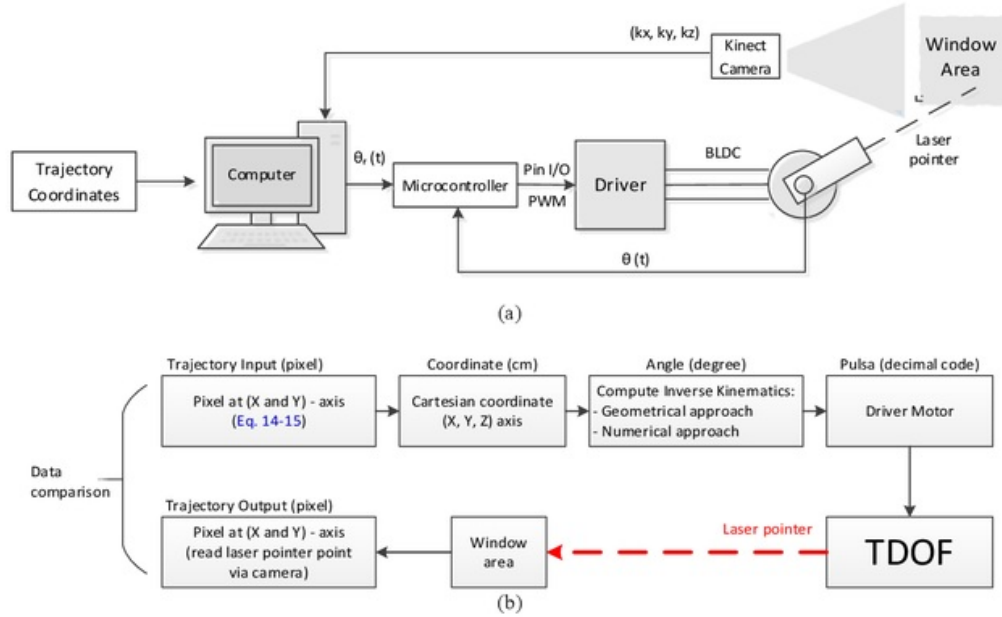 (kx, ky, kz)
Kinect
Camera
Window
Area
Laser
pointer
Trajectory
Coordinates
Computer
θr (t)
Microcontroller
Pin I/O
PWM
Driver
BLDC
θ (t)
(a)
Trajectory Input (pixel)
Coordinate (cm)
Angle (degree)
Pulsa (decimal code)
Pixel at (X and Y) - axis
(Eq. 14-15)
Cartesian coordinate
(X, Y, Z) axis
Compute Inverse Kinematics:
- Geometrical approach
- Numerical approach
Driver Motor
Data
comparison
Trajectory Output (pixel)
Pixel at (X and Y) - axis
(read laser pointer point
via camera)
Window
area
Laser pointer
TDOF
(b)